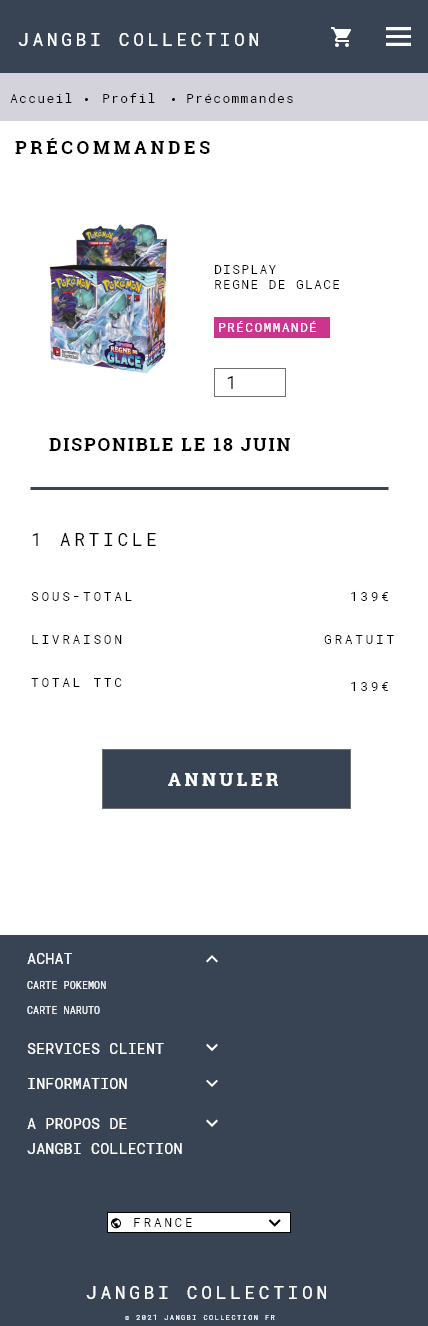 JANGBI COLLECTION
Accueil • Profil • Précommandes
PRÉCOMMANDES
Pokémon
Pokémon
Pokémon
RÈGNE DE
GLACE
DISPLAY
REGNE DE GLACE
PRÉCOMMANDÉ
1
DISPONIBLE LE 18 JUIN
1 ARTICLE
SOUS-TOTAL 139€
LIVRAISON GRATUIT
TOTAL TTC 139€
ANNULER
ACHAT
CARTE POKEMON
CARTE NARUTO
SERVICES CLIENT
INFORMATION
A PROPOS DE
JANGBI COLLECTION
FRANCE
JANGBI COLLECTION
© 2021 JANGBI COLLECTION FR